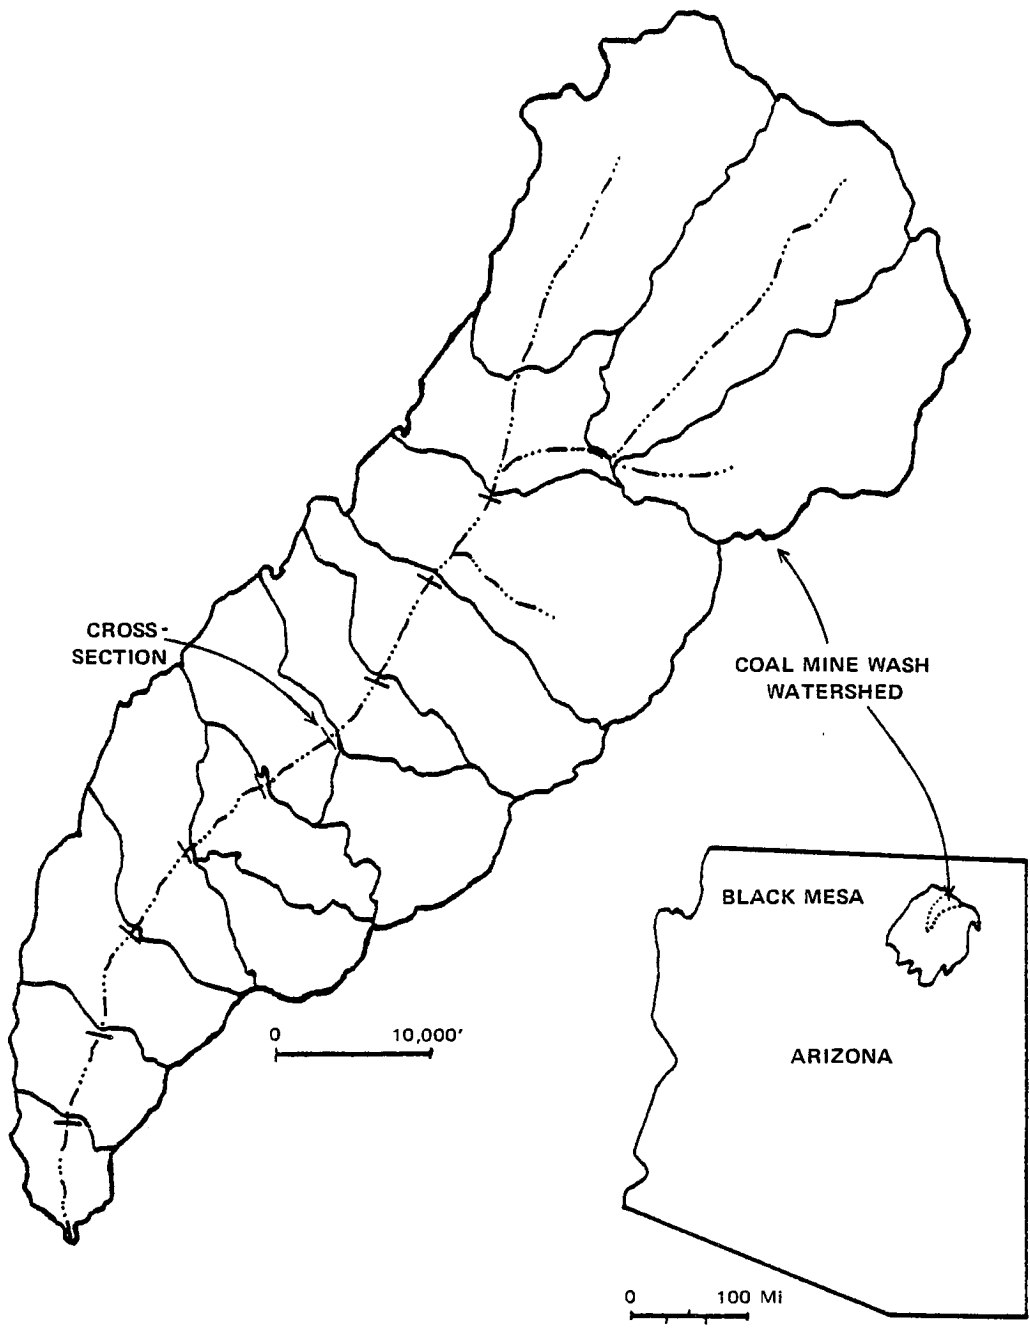 CROSS-
SECTION
COAL MINE WASH
WATERSHED
BLACK MESA
0 10,000′
ARIZONA
0 100 Mi